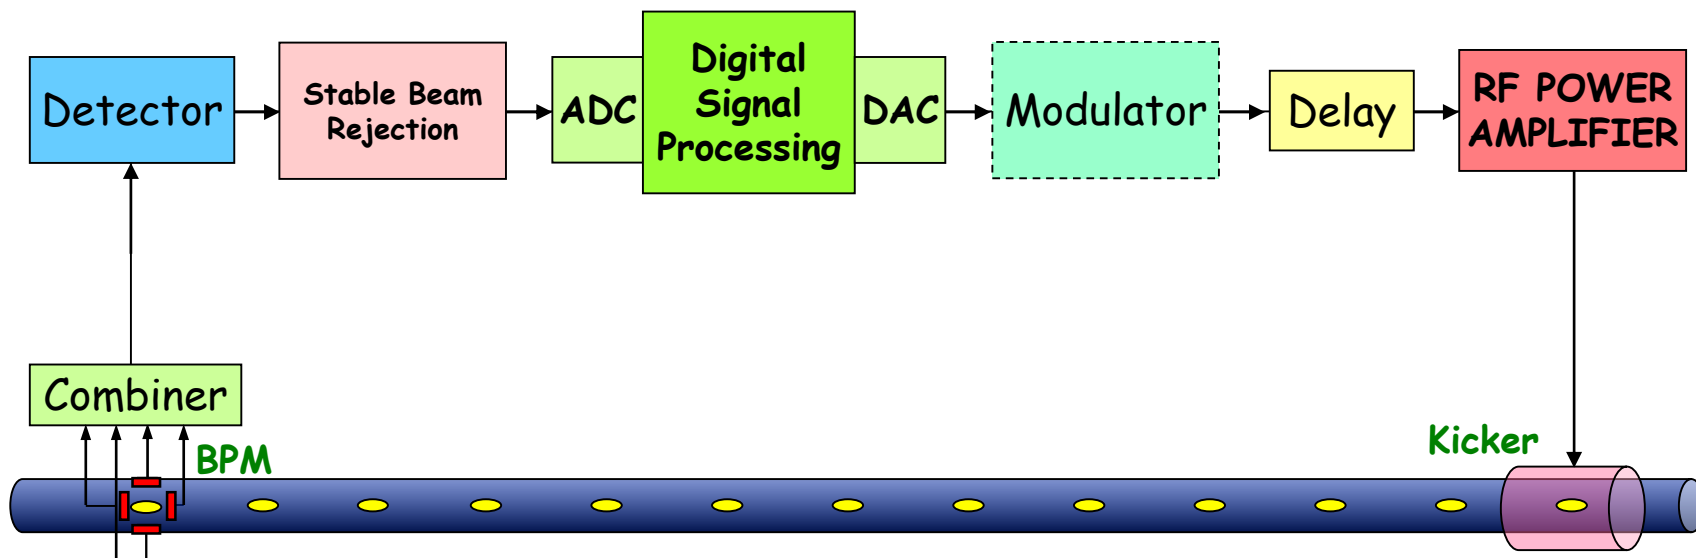 Detector
Stable Beam
Rejection
ADC
Digital
Signal
Processing
DAC
Modulator
Delay
RF POWER
AMPLIFIER
Combiner
BPM
Kicker